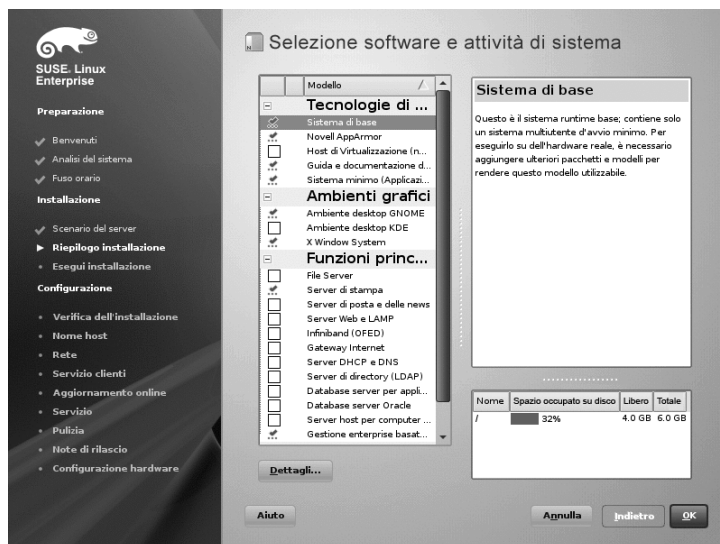 SUSE. Linux
Enterprise
Preparazione
Benvenuti
Analisi del sistema
Fuso orario
Installazione
Scenario del server
Riepilogo installazione
Esegui installazione
Configurazione
Verifica dell'installazione
Nome host
Rete
Servizio clienti
Aggiornamento online
Servizio
Pulizia
Note di rilascio
Configurazione hardware
Selezione software e attività di sistema
Modello
Tecnologie di ...
Sistema di base
Novell AppArmor
Host di Virtualizzazione (n...
Guida e documentazione d...
Sistema minimo (Applicazi...
Ambienti grafici
Ambiente desktop GNOME
Ambiente desktop KDE
X Window System
Funzioni princ...
File Server
Server di stampa
Server di posta e delle news
Server Web e LAMP
Infiniband (OFED)
Gateway Internet
Server DHCP e DNS
Server di directory (LDAP)
Database server per appli...
Database server Oracle
Server host per computer ...
Gestione enterprise basat...
Dettagli...
Sistema di base
Questo è il sistema runtime base; contiene solo
un sistema multiutente d'avvio minimo. Per
eseguirlo su dell'hardware reale, è necessario
aggiungere ulteriori pacchetti e modelli per
rendere questo modello utilizzabile.
Nome Spazio occupato su disco Libero Totale
/ 32% 4.0 GB 6.0 GB
Aiuto
Annulla
Indietro
OK